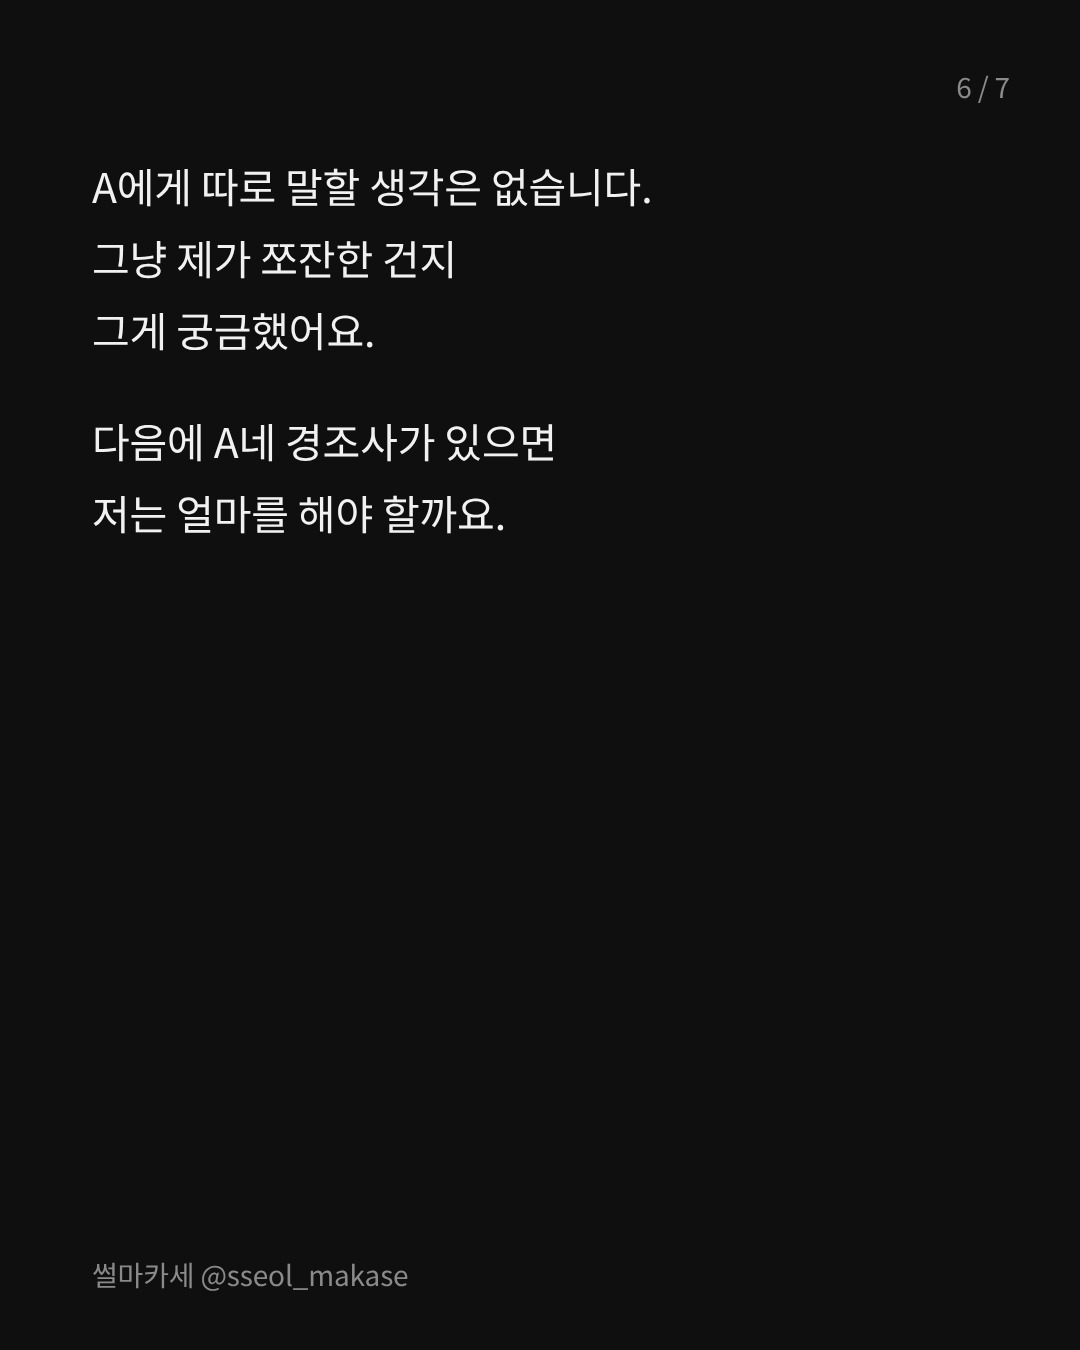 6 / 7
A에게 따로 말할 생각은 없습니다.
그냥 제가 쪼잔한 건지
그게 궁금했어요.
다음에 A네 경조사가 있으면
저는 얼마를 해야 할까요.
썰마카세 @sseol_makase